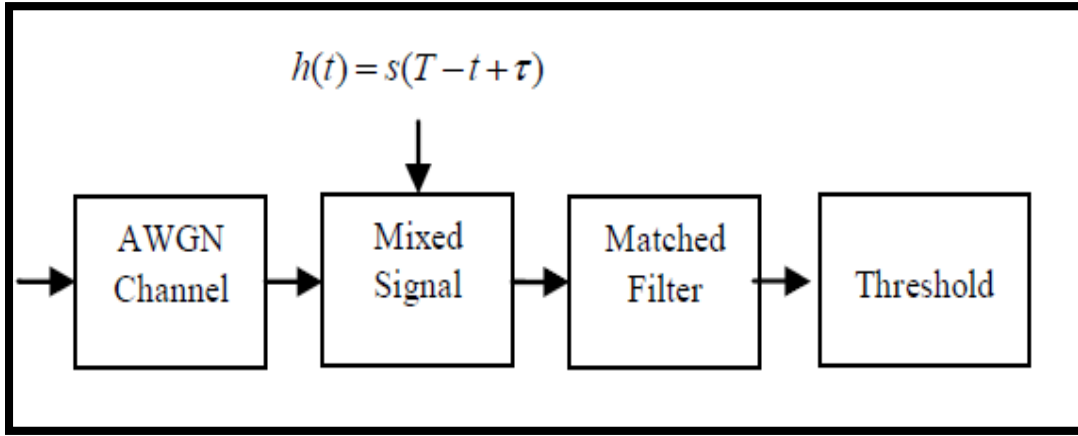 h(t) = s(T − t + τ)
AWGN
Channel
Mixed
Signal
Matched
Filter
Threshold